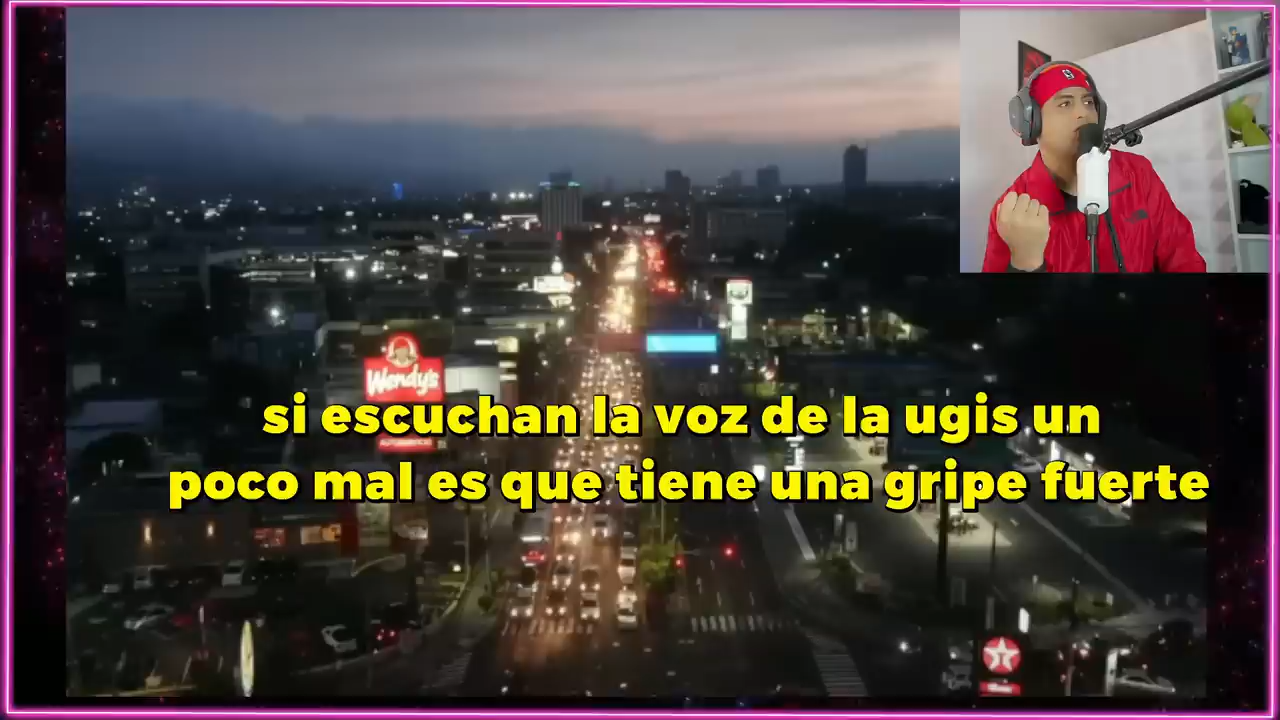 Wendy's
si escuchan la voz de la ugis un
poco mal es que tiene una gripe fuerte